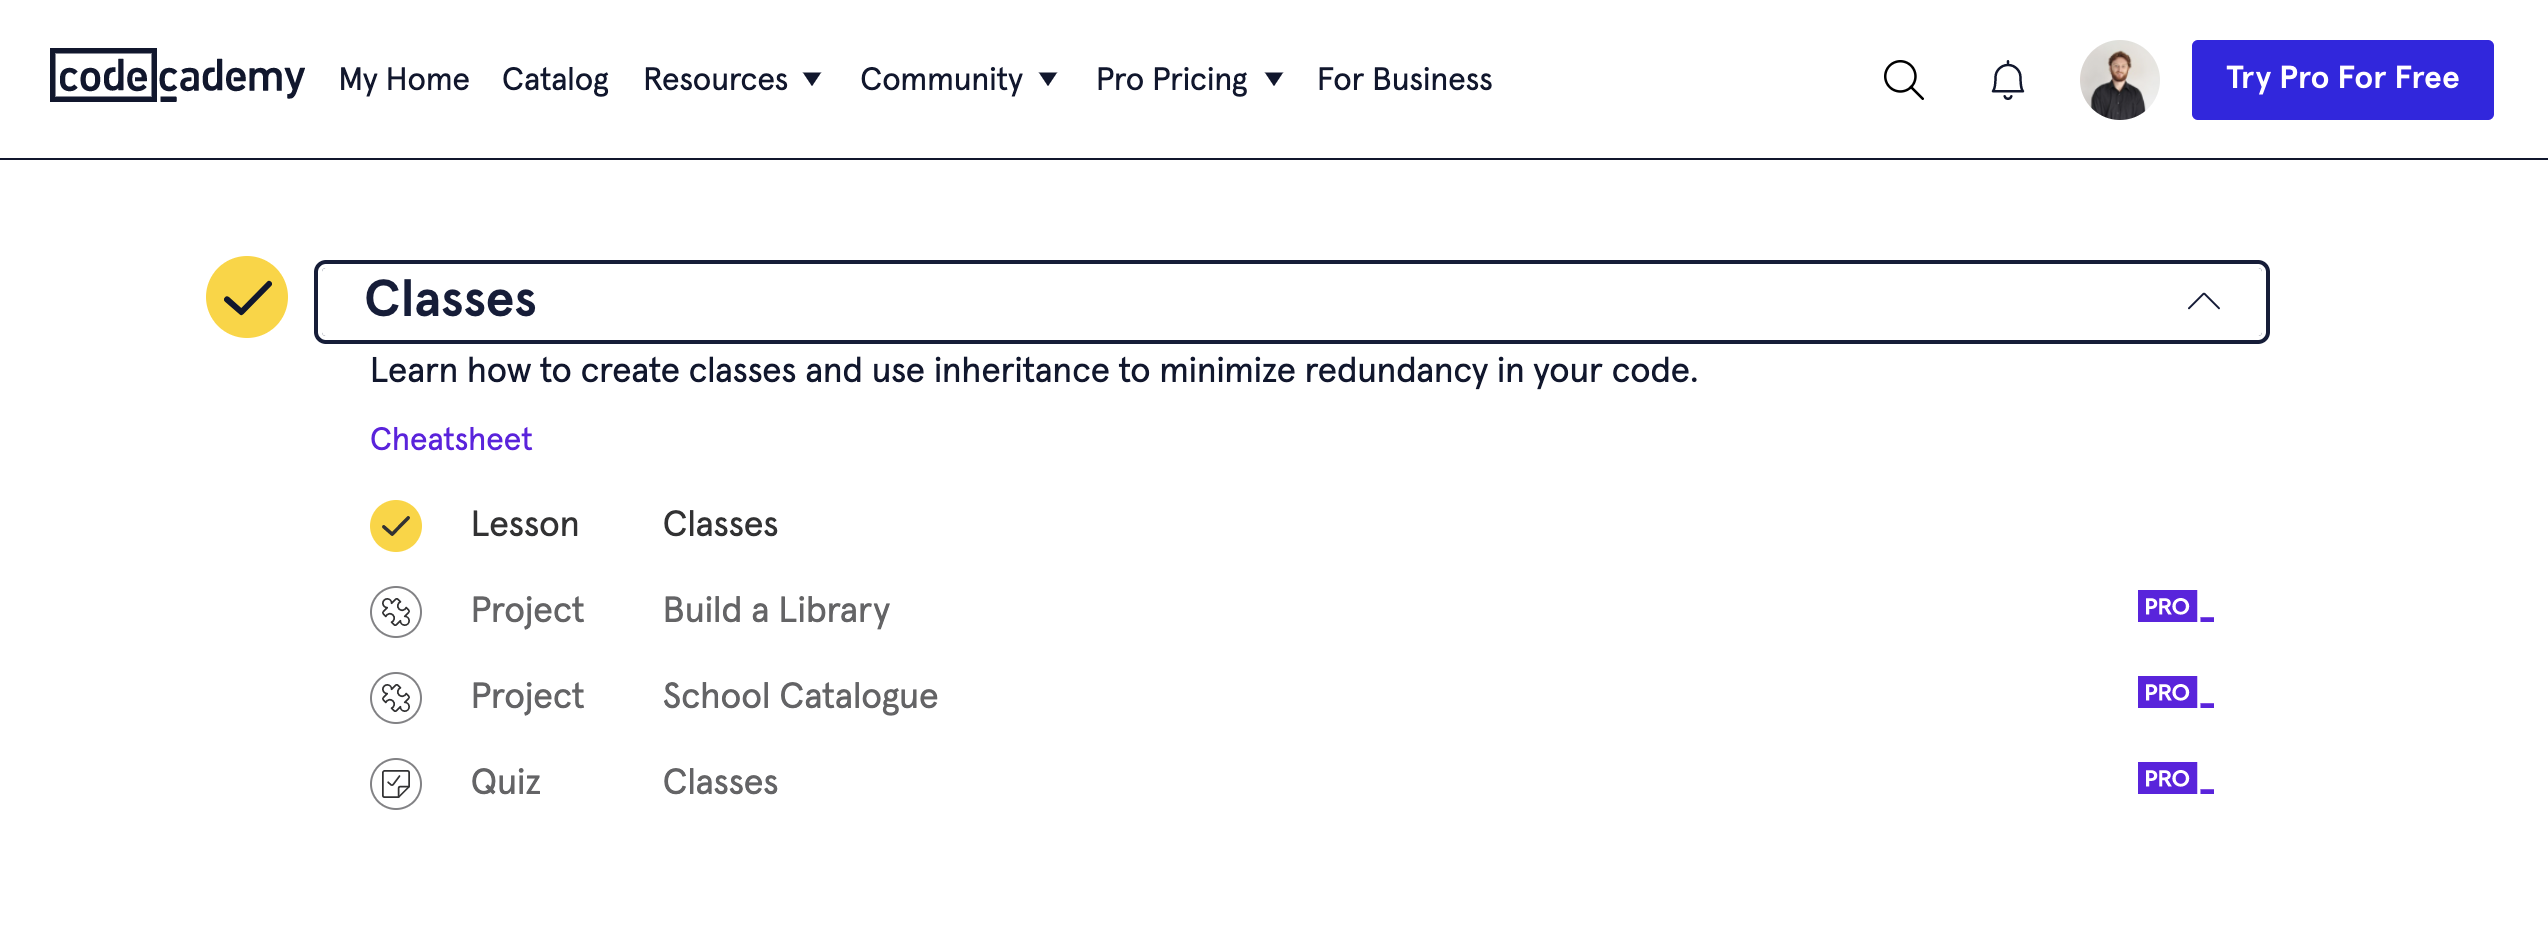 codecademy My Home Catalog Resources Community Pro Pricing For Business Try Pro For Free
Classes
Learn how to create classes and use inheritance to minimize redundancy in your code.
Cheatsheet
Lesson Classes
Project Build a Library PRO
Project School Catalogue PRO
Quiz Classes PRO